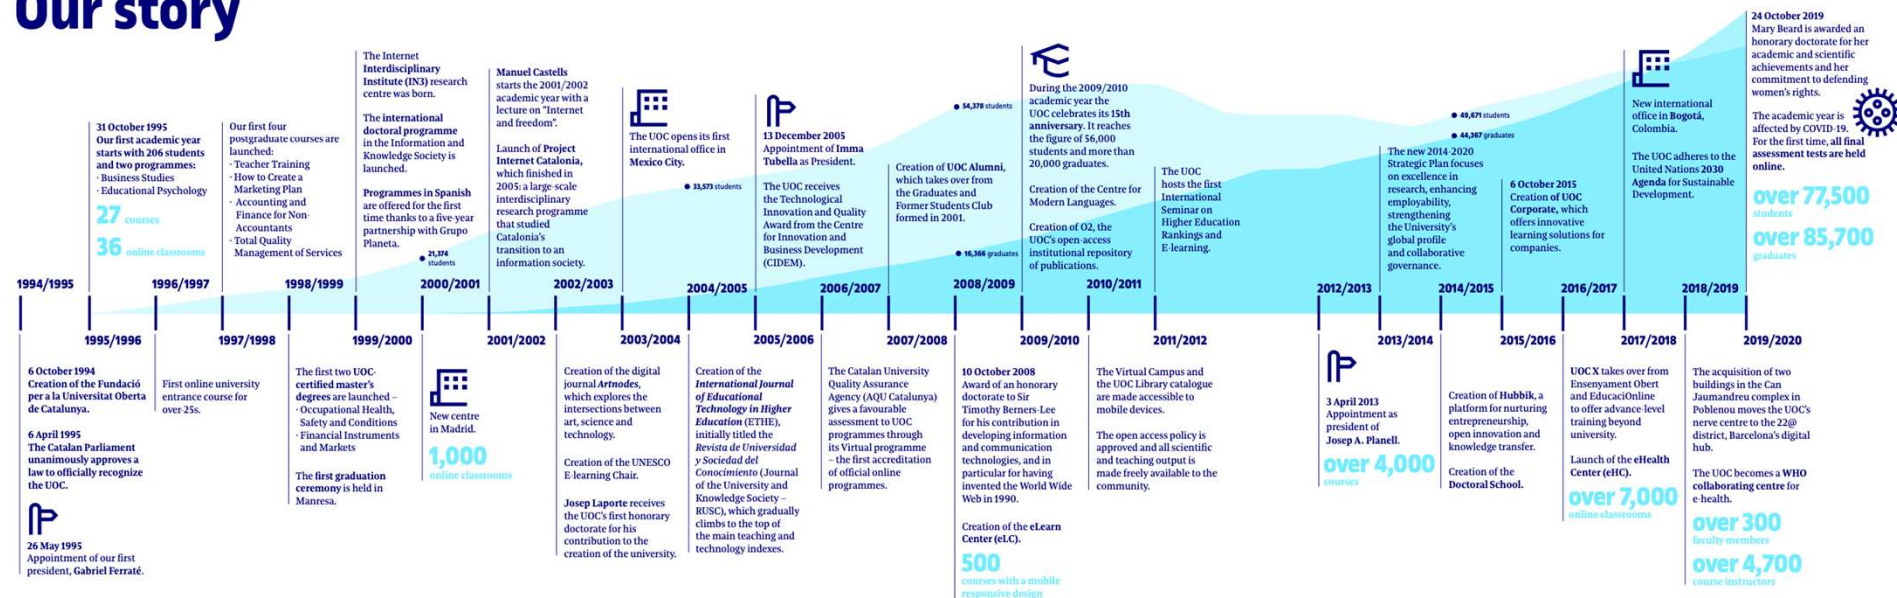 Our story
1994/1995
6 October 1994
Creation of the Fundació
per a la Universitat Oberta
de Catalunya.
6 April 1995
The Catalan Parliament
unanimously approves a
law to officially recognize
the UOC.
26 May 1995
Appointment of our first
president, Gabriel Ferraté.
1995/1996
31 October 1995
Our first academic year
starts with 206 students
and two programmes:
· Business Studies
· Educational Psychology
27 courses
36 online classrooms
1996/1997
First online university
entrance course for
over-25s.
1997/1998
Our first four
postgraduate courses are
launched:
· Teacher Training
· How to Create a
Marketing Plan
· Accounting and
Finance for Non-
Accountants
· Total Quality
Management of Services
1998/1999
The first two UOC-
certified master's
degrees are launched –
· Occupational Health,
Safety and Conditions
· Financial Instruments
and Markets
The first graduation
ceremony is held in
Manresa.
1999/2000
The Internet
Interdisciplinary
Institute (IN3) research
centre was born.
The international
doctoral programme
in the Information and
Knowledge Society is
launched.
Programmes in Spanish
are offered for the first
time thanks to a five-year
partnership with Grupo
Planeta.
21,374
students
2000/2001
New centre
in Madrid.
1,000
online classrooms
2001/2002
Manuel Castells
starts the 2001/2002
academic year with a
lecture on "Internet
and freedom".
Launch of Project
Internet Catalonia,
which finished in
2005: a large-scale
interdisciplinary
research programme
that studied
Catalonia's
transition to an
information society.
2002/2003
Creation of the digital
journal Artnodes,
which explores the
intersections between
art, science and
technology.
Creation of the UNESCO
E-learning Chair.
Josep Laporte receives
the UOC's first honorary
doctorate for his
contribution to the
creation of the university.
2003/2004
The UOC opens its first
international office in
Mexico City.
33,573 students
2004/2005
Creation of the
International Journal
of Educational
Technology in Higher
Education (ETHE),
initially titled the
Revista de Universidad
y Sociedad del
Conocimiento (Journal
of the University and
Knowledge Society –
RUSC), which gradually
climbs to the top of
the main teaching and
technology indexes.
2005/2006
13 December 2005
Appointment of Imma
Tubella as President.
The UOC receives
the Technological
Innovation and Quality
Award from the Centre
for Innovation and
Business Development
(CIDEM).
2006/2007
The Catalan University
Quality Assurance
Agency (AQU Catalunya)
gives a favourable
assessment to UOC
programmes through
its Virtual programme
– the first accreditation
of official online
programmes.
2007/2008
Creation of UOC Alumni,
which takes over from
the Graduates and
Former Students Club
formed in 2001.
54,378 students
16,366 graduates
2008/2009
10 October 2008
Award of an honorary
doctorate to Sir
Timothy Berners-Lee
for his contribution in
developing information
and communication
technologies, and in
particular for having
invented the World Wide
Web in 1990.
Creation of the eLearn
Center (eLC).
500
courses with a mobile
responsive design
2009/2010
During the 2009/2010
academic year the
UOC celebrates its 15th
anniversary. It reaches
the figure of 56,000
students and more than
20,000 graduates.
Creation of the Centre for
Modern Languages.
Creation of O2, the
UOC's open-access
institutional repository
of publications.
2010/2011
The Virtual Campus and
the UOC Library catalogue
are made accessible to
mobile devices.
The open access policy is
approved and all scientific
and teaching output is
made freely available to the
community.
2011/2012
The UOC
hosts the first
International
Seminar on
Higher Education
Rankings and
E-learning.
2012/2013
3 April 2013
Appointment as
president of
Josep A. Planell.
over 4,000
courses
2013/2014
The new 2014-2020
Strategic Plan focuses
on excellence in
research, enhancing
employability,
strengthening
the University's
global profile
and collaborative
governance.
49,671 students
44,367 graduates
2014/2015
Creation of Hubbik, a
platform for nurturing
entrepreneurship,
open innovation and
knowledge transfer.
Creation of the
Doctoral School.
2015/2016
6 October 2015
Creation of UOC
Corporate, which
offers innovative
learning solutions for
companies.
2016/2017
UOC X takes over from
Ensenyament Obert
and EducaciOnline
to offer advance-level
training beyond
university.
Launch of the eHealth
Center (eHC).
over 7,000
online classrooms
2017/2018
New international
office in Bogotá,
Colombia.
The UOC adheres to the
United Nations 2030
Agenda for Sustainable
Development.
2018/2019
The acquisition of two
buildings in the Can
Jaumandreu complex in
Poblenou moves the UOC's
nerve centre to the 22@
district, Barcelona's digital
hub.
The UOC becomes a WHO
collaborating centre for
e-health.
over 300
faculty members
over 4,700
course instructors
2019/2020
24 October 2019
Mary Beard is awarded an
honorary doctorate for her
academic and scientific
achievements and her
commitment to defending
women's rights.
The academic year is
affected by COVID-19.
For the first time, all final
assessment tests are held
online.
over 77,500
students
over 85,700
graduates